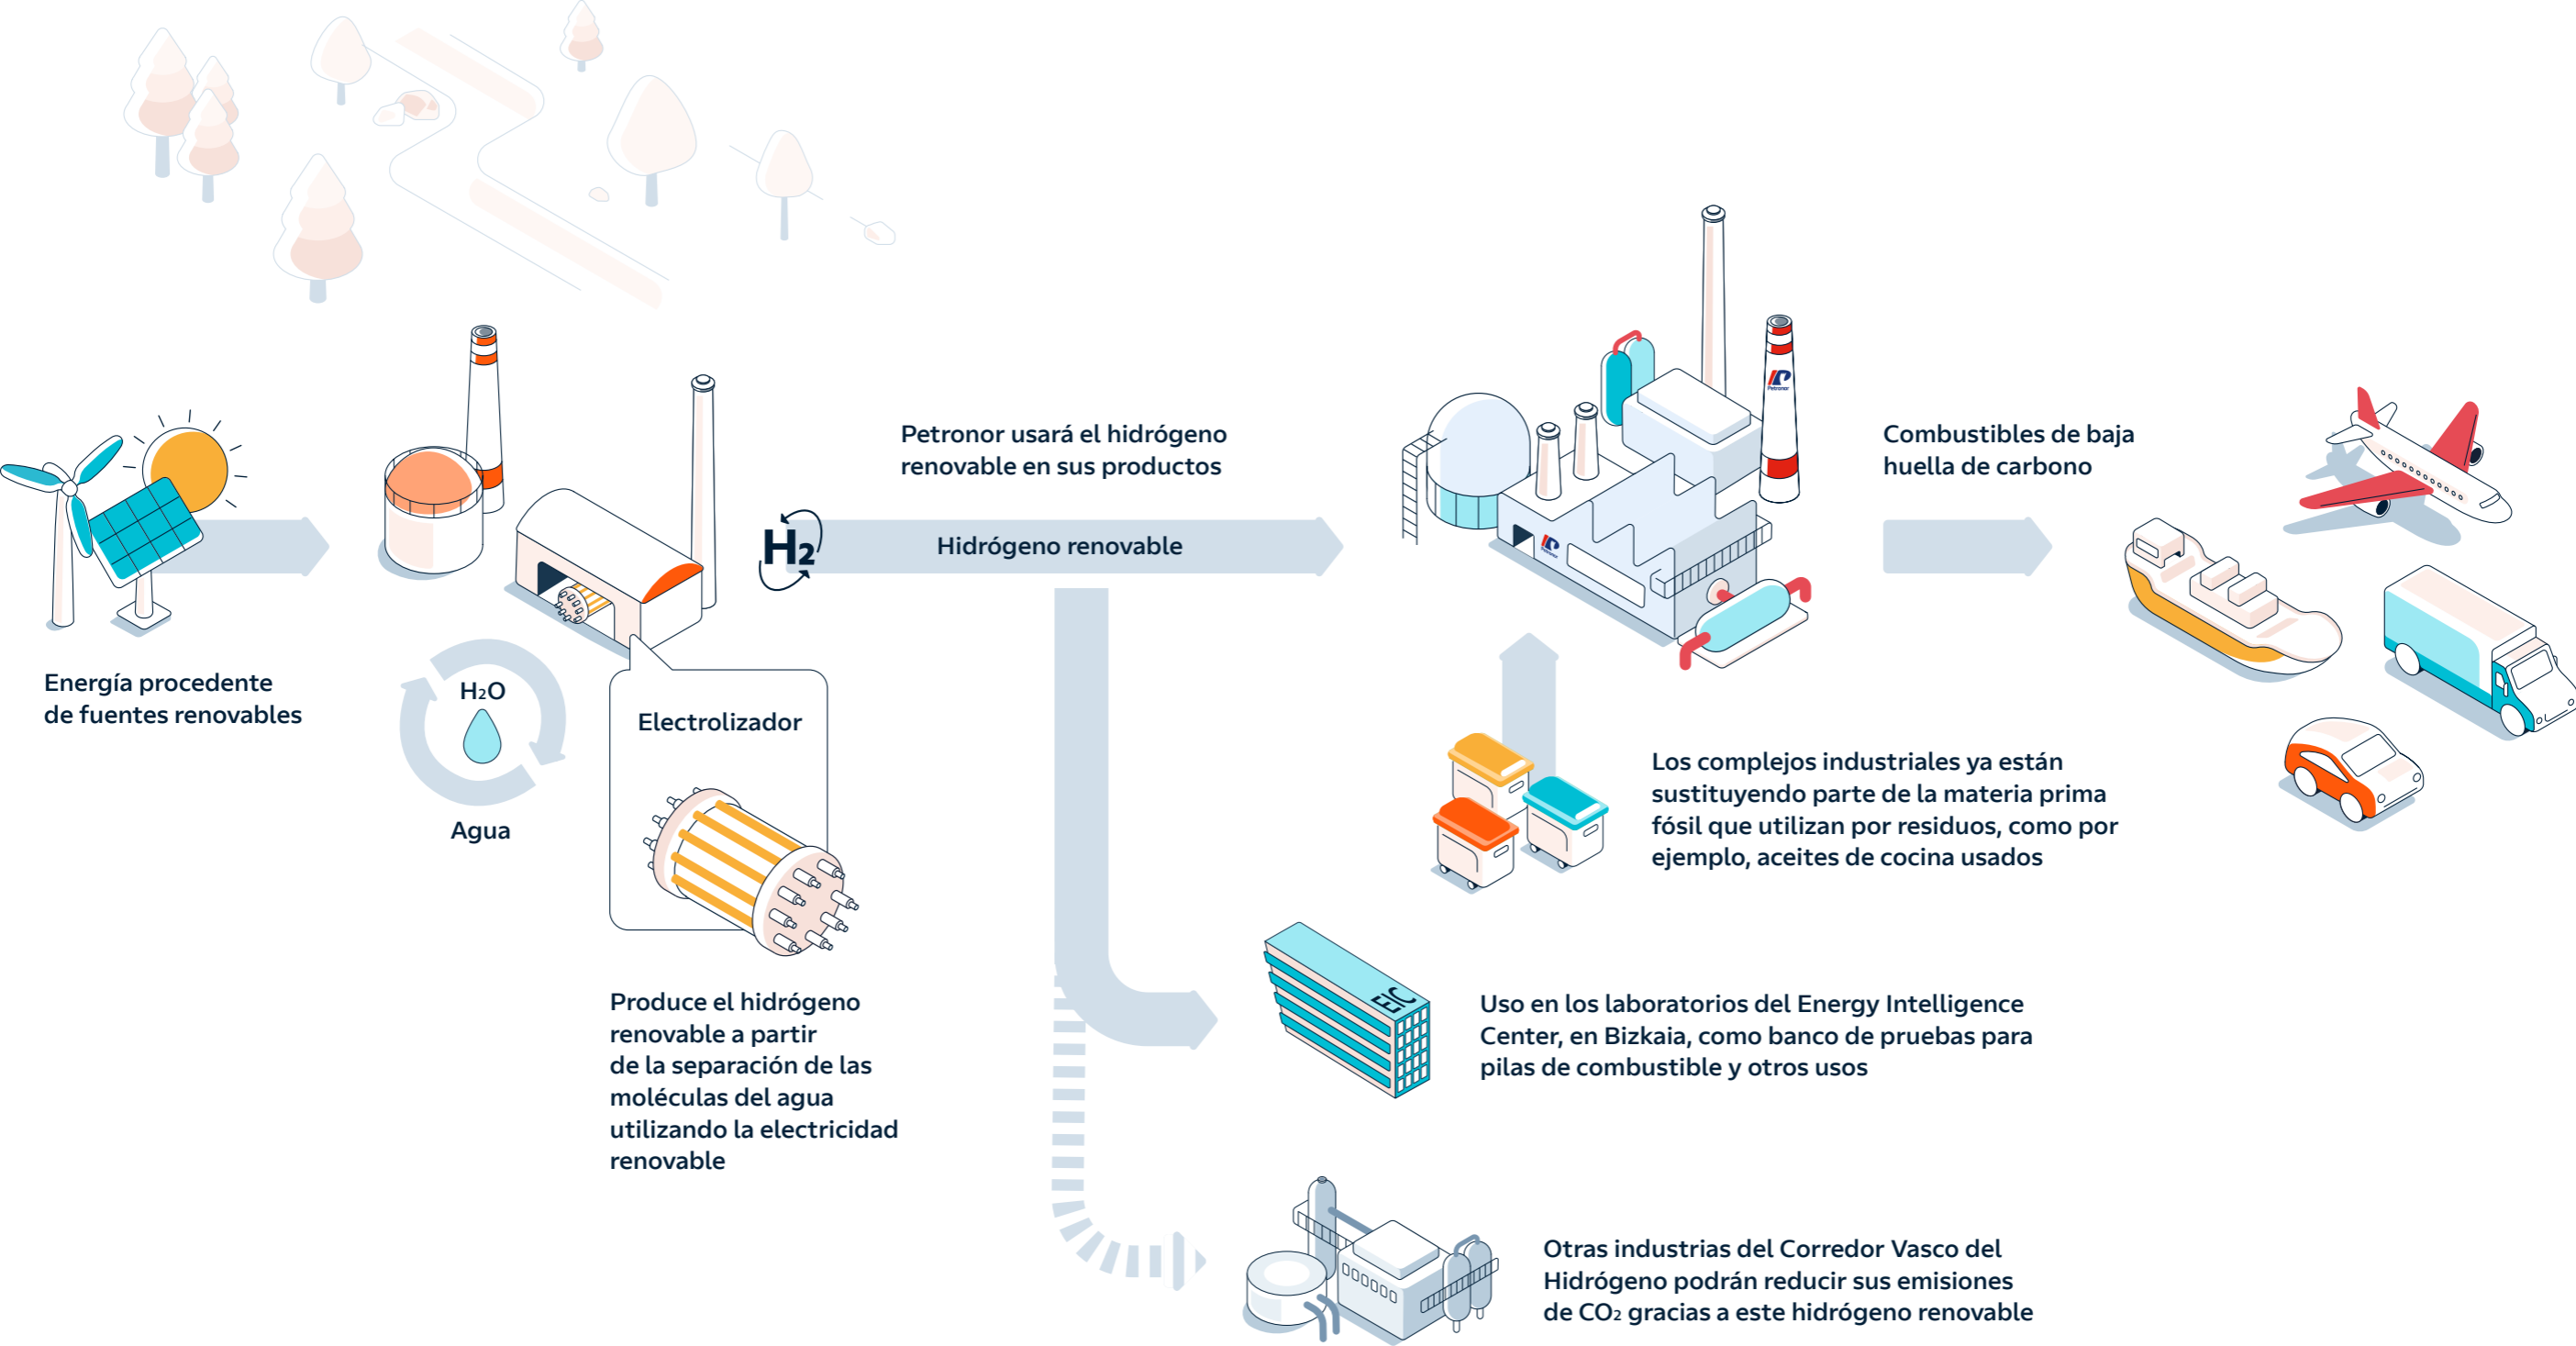 Energía procedente
de fuentes renovables
H₂O
Agua
Electrolizador
Produce el hidrógeno
renovable a partir
de la separación de las
moléculas del agua
utilizando la electricidad
renovable
H₂
Petronor usará el hidrógeno
renovable en sus productos
Hidrógeno renovable
Petronor
Petronor
Combustibles de baja
huella de carbono
Los complejos industriales ya están
sustituyendo parte de la materia prima
fósil que utilizan por residuos, como por
ejemplo, aceites de cocina usados
EIC
Uso en los laboratorios del Energy Intelligence
Center, en Bizkaia, como banco de pruebas para
pilas de combustible y otros usos
Otras industrias del Corredor Vasco del
Hidrógeno podrán reducir sus emisiones
de CO₂ gracias a este hidrógeno renovable